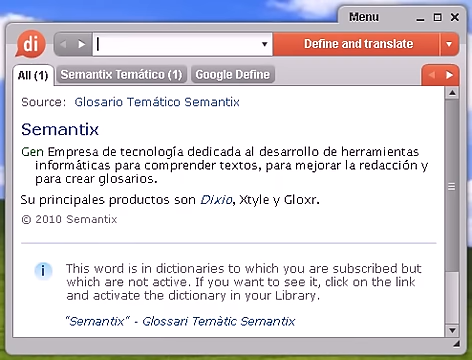 Menu
di
Define and translate
All (1)
Semantix Temático (1)
Google Define
Source: Glosario Temático Semantix
Semantix
Gen Empresa de tecnología dedicada al desarrollo de herramientas
informáticas para comprender textos, para mejorar la redacción y
para crear glosarios.
Su principales productos son Dixio, Xtyle y Gloxr.
© 2010 Semantix
i
This word is in dictionaries to which you are subscribed but
which are not active. If you want to see it, click on the link
and activate the dictionary in your Library.
"Semantix" - Glossari Temàtic Semantix